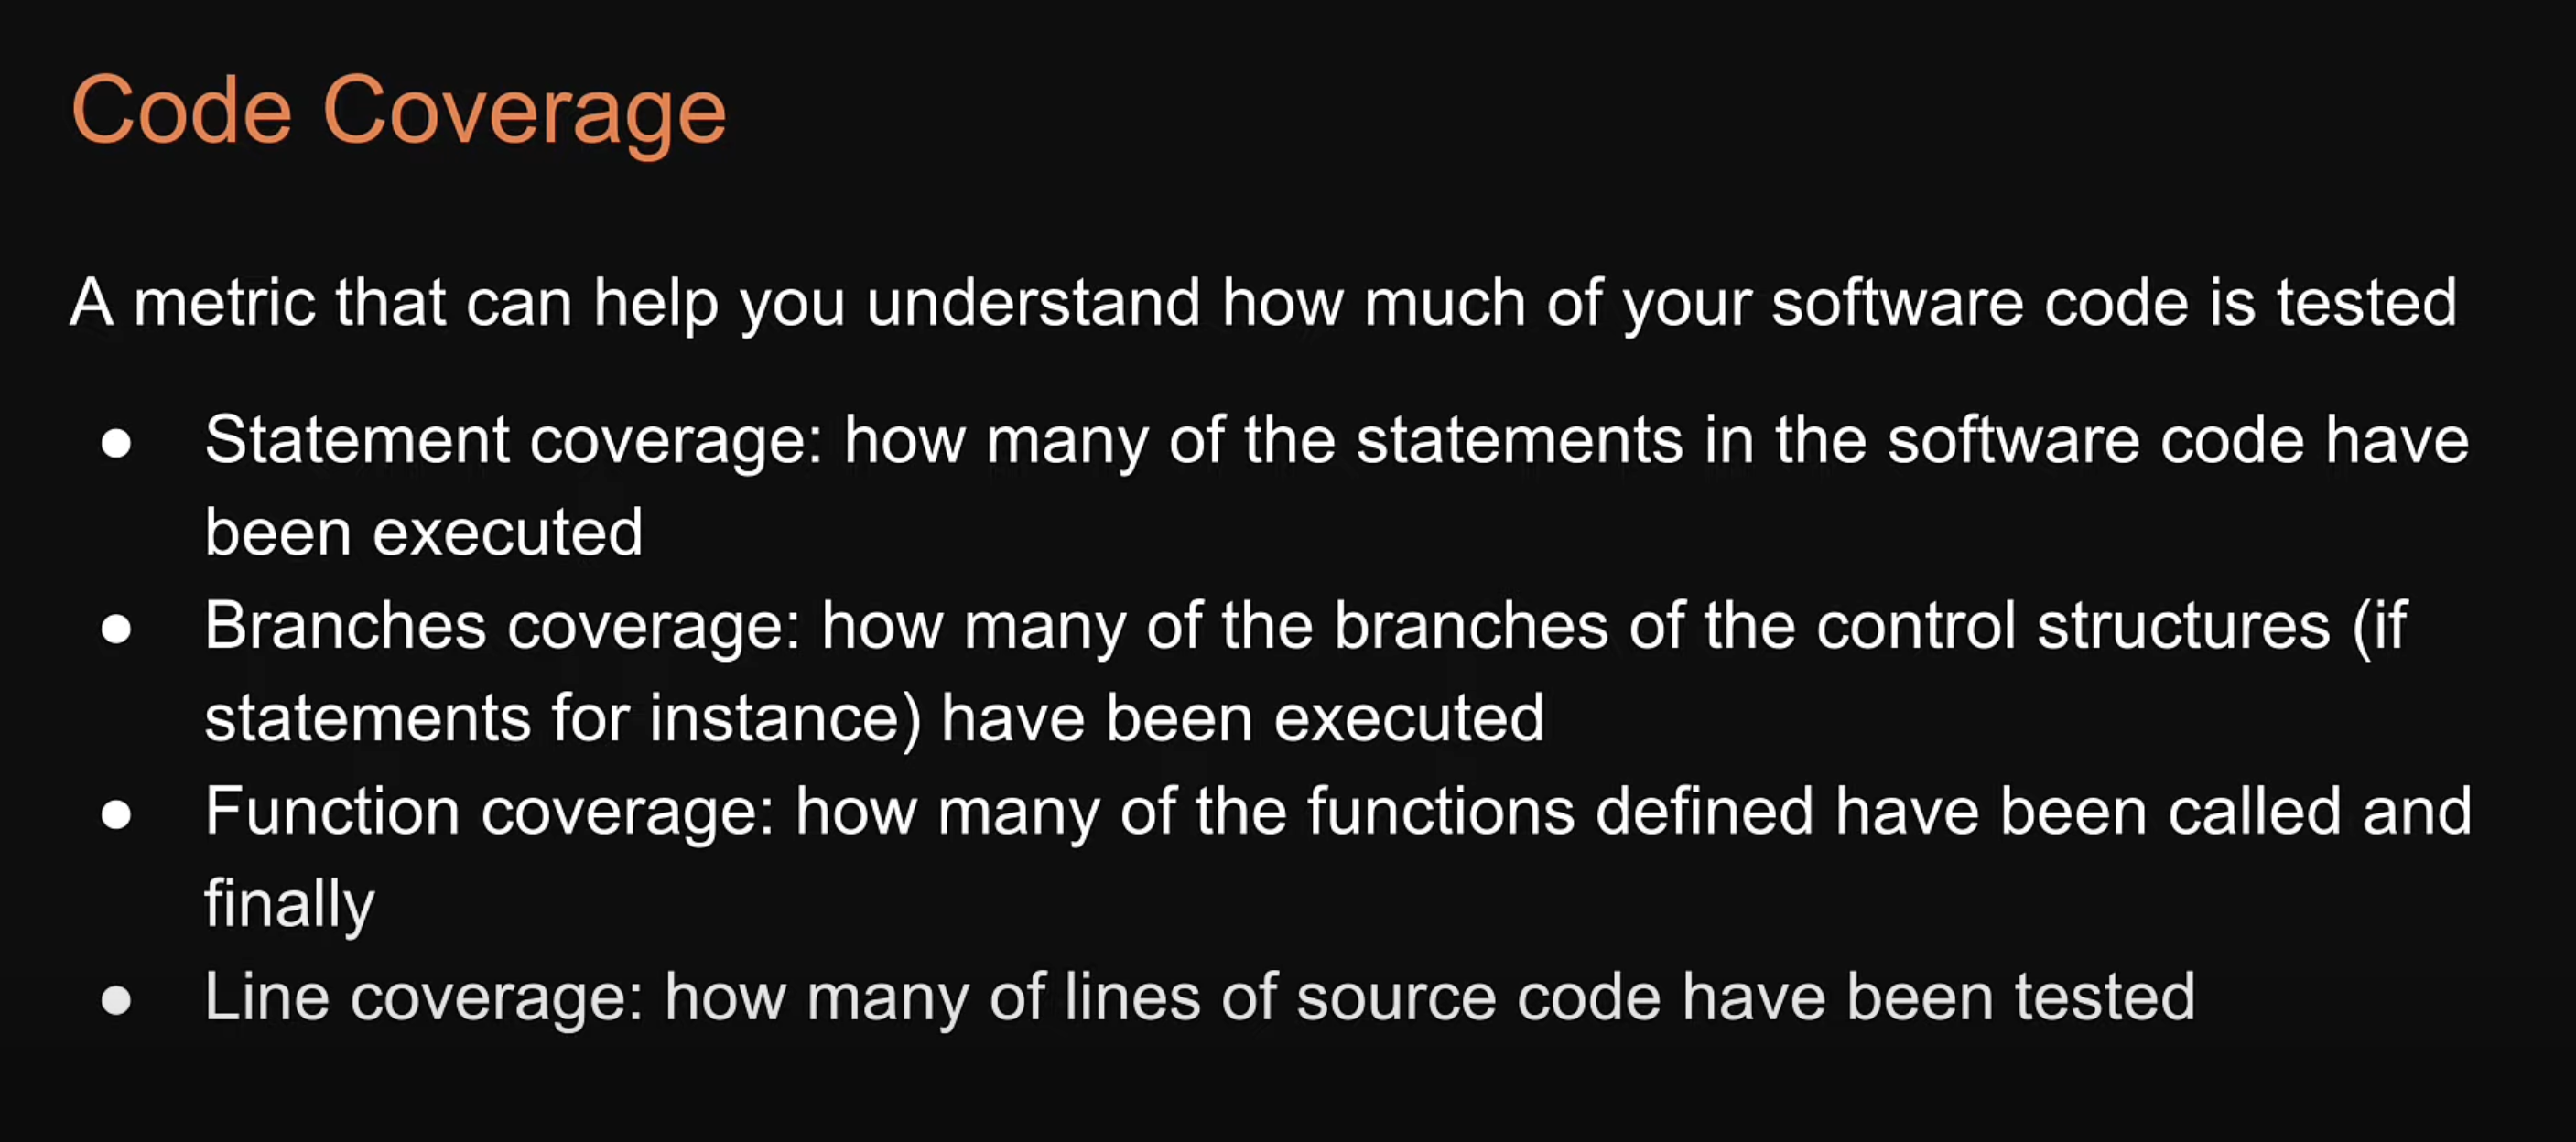 Code Coverage
A metric that can help you understand how much of your software code is tested
● Statement coverage: how many of the statements in the software code have
been executed
● Branches coverage: how many of the branches of the control structures (if
statements for instance) have been executed
● Function coverage: how many of the functions defined have been called and
finally
● Line coverage: how many of lines of source code have been tested